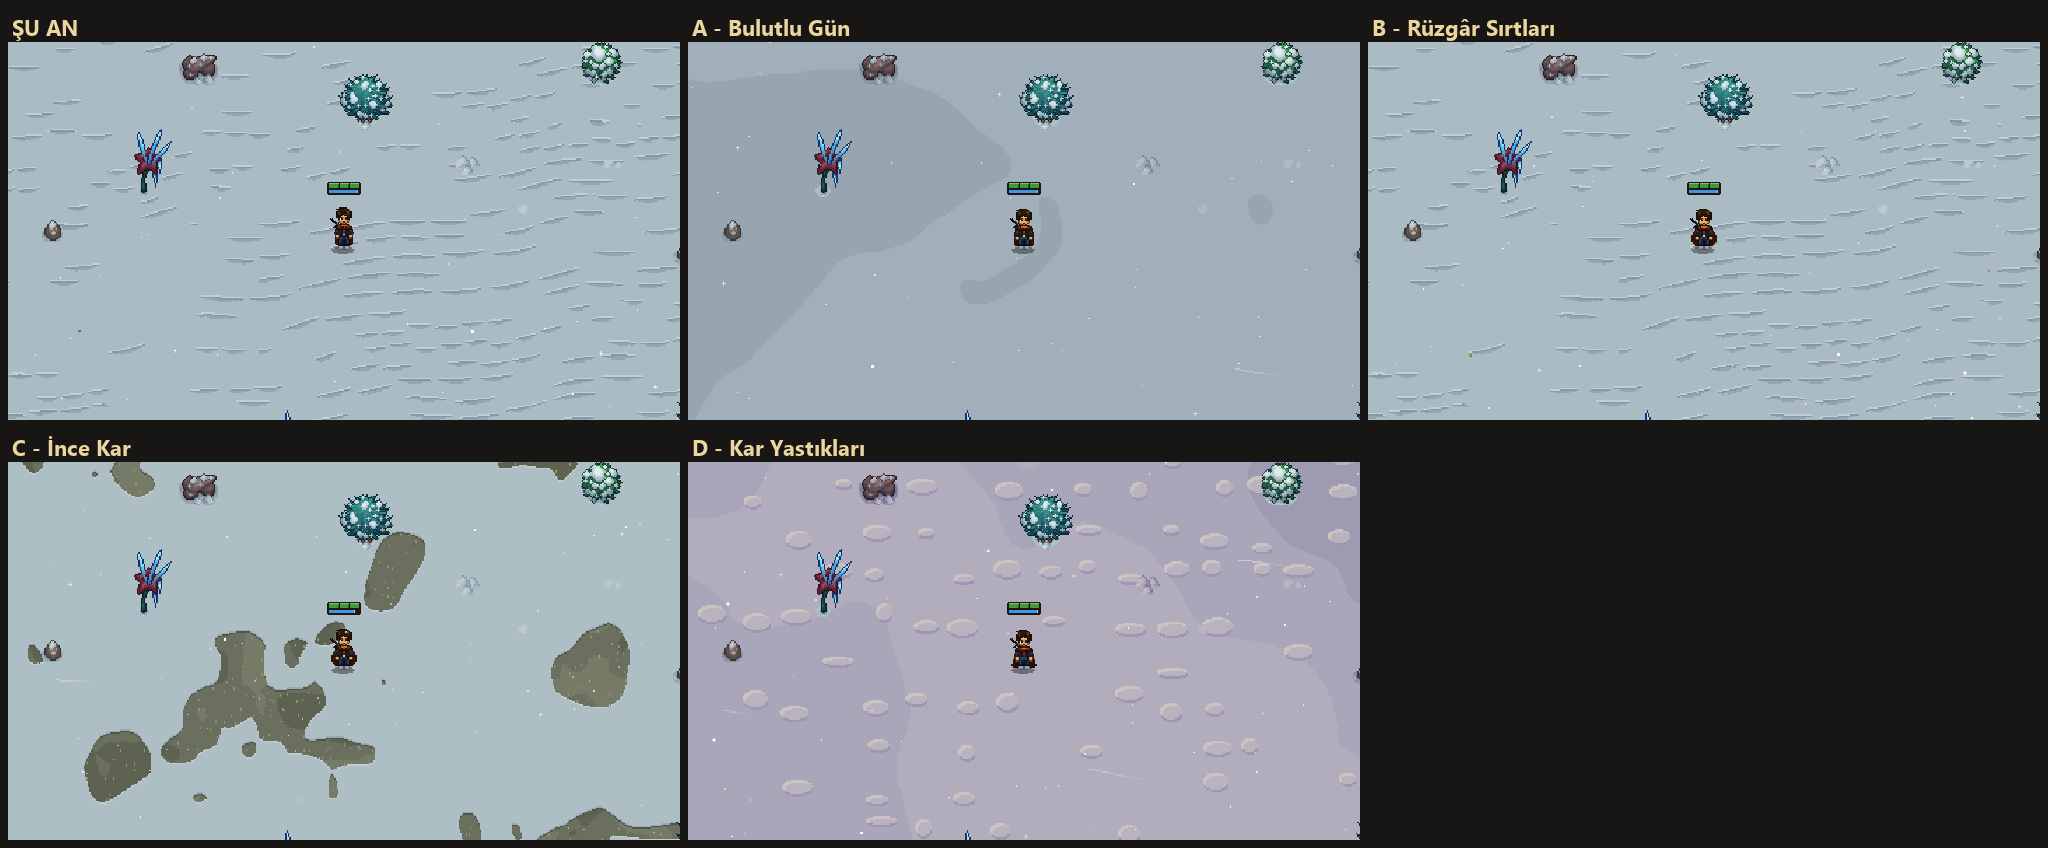 ŞU AN
A - Bulutlu Gün
B - Rüzgâr Sırtları
C - İnce Kar
D - Kar Yastıkları